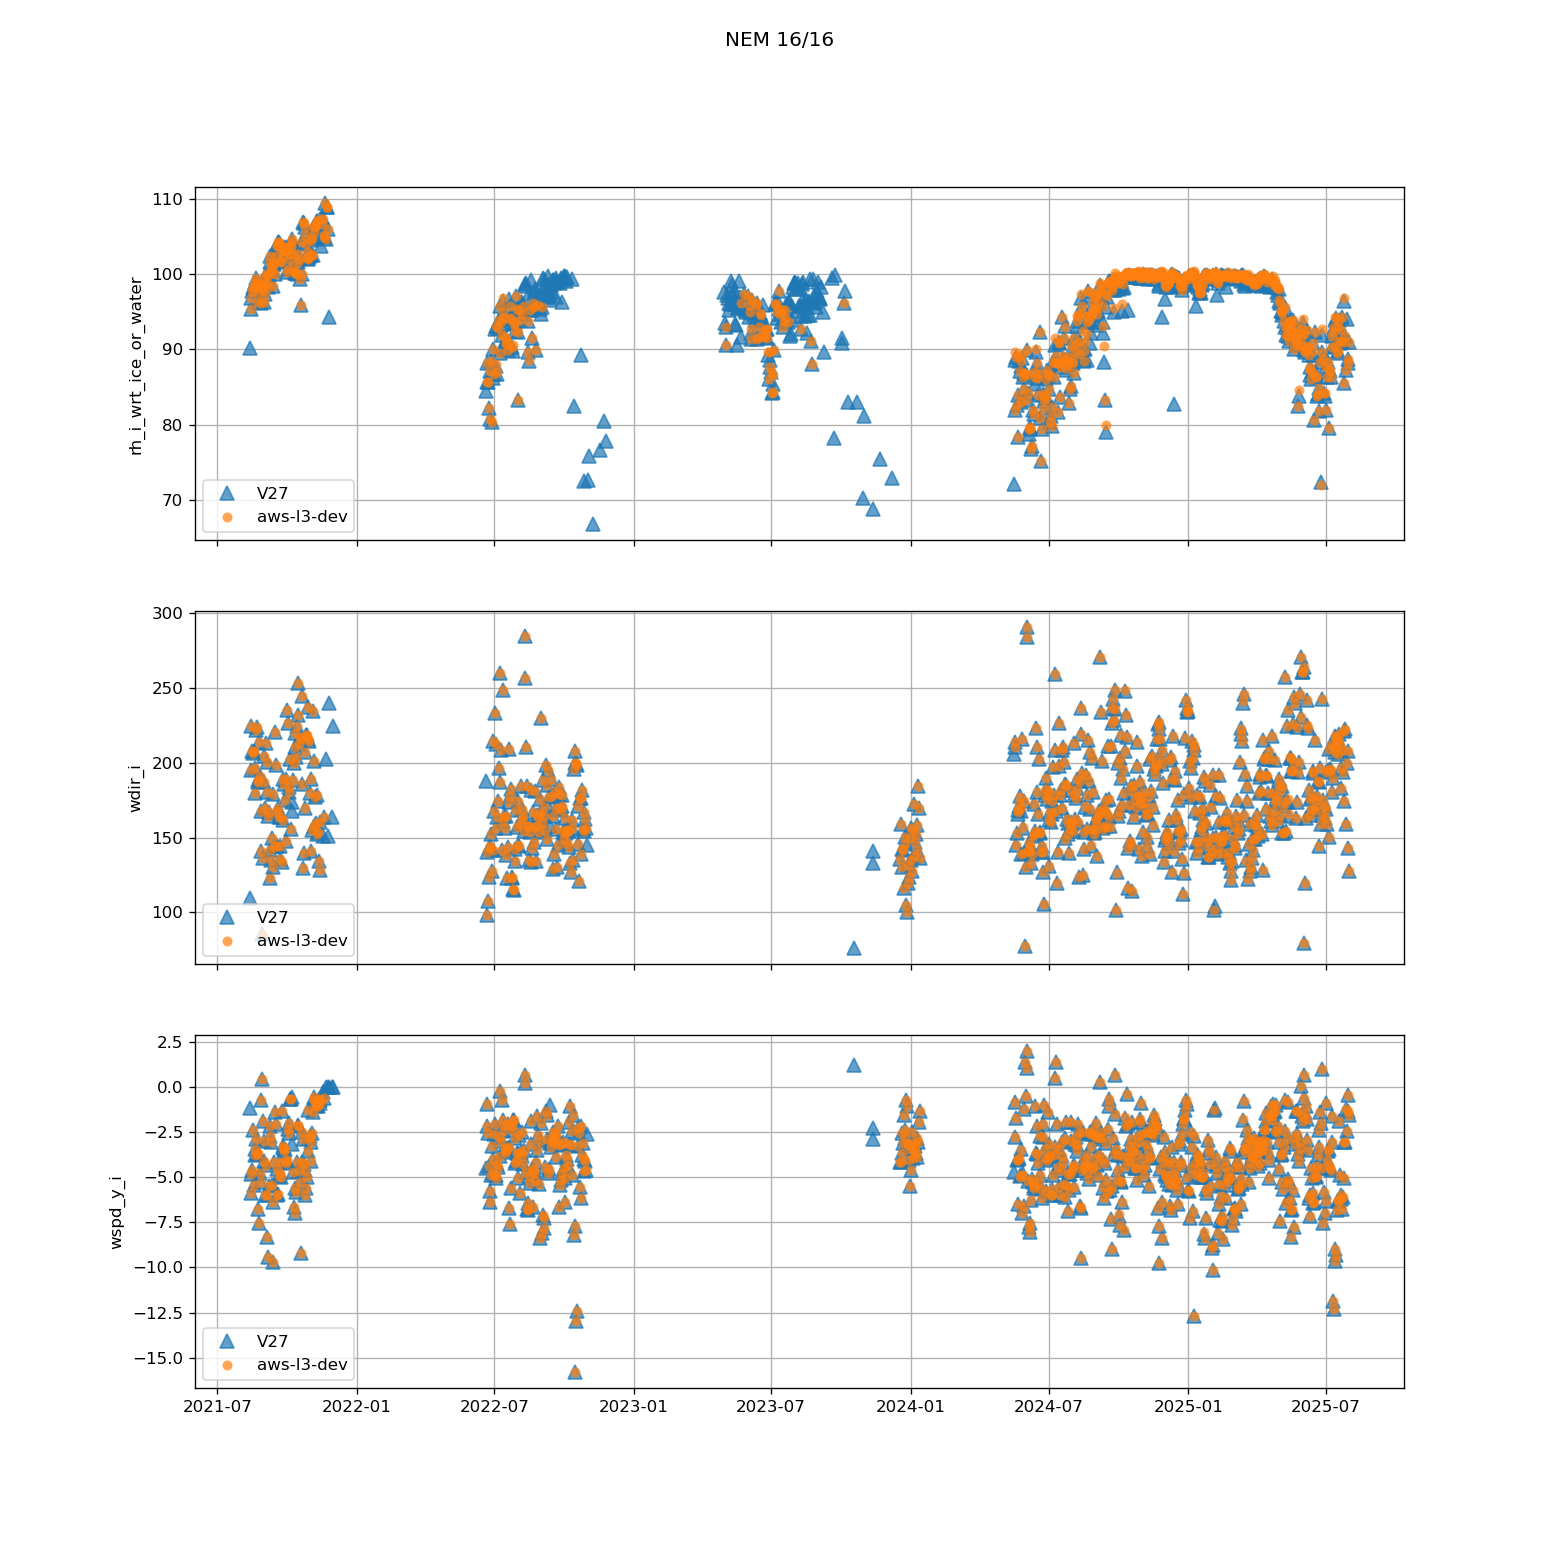 NEM 16/16
110
100
90
80
70
rh_i_wrt_ice_or_water
V27
aws-l3-dev
300
250
200
150
100
wdir_i
V27
aws-l3-dev
2.5
0.0
−2.5
−5.0
−7.5
−10.0
−12.5
−15.0
wspd_y_i
V27
aws-l3-dev
2021-07 2022-01 2022-07 2023-01 2023-07 2024-01 2024-07 2025-01 2025-07